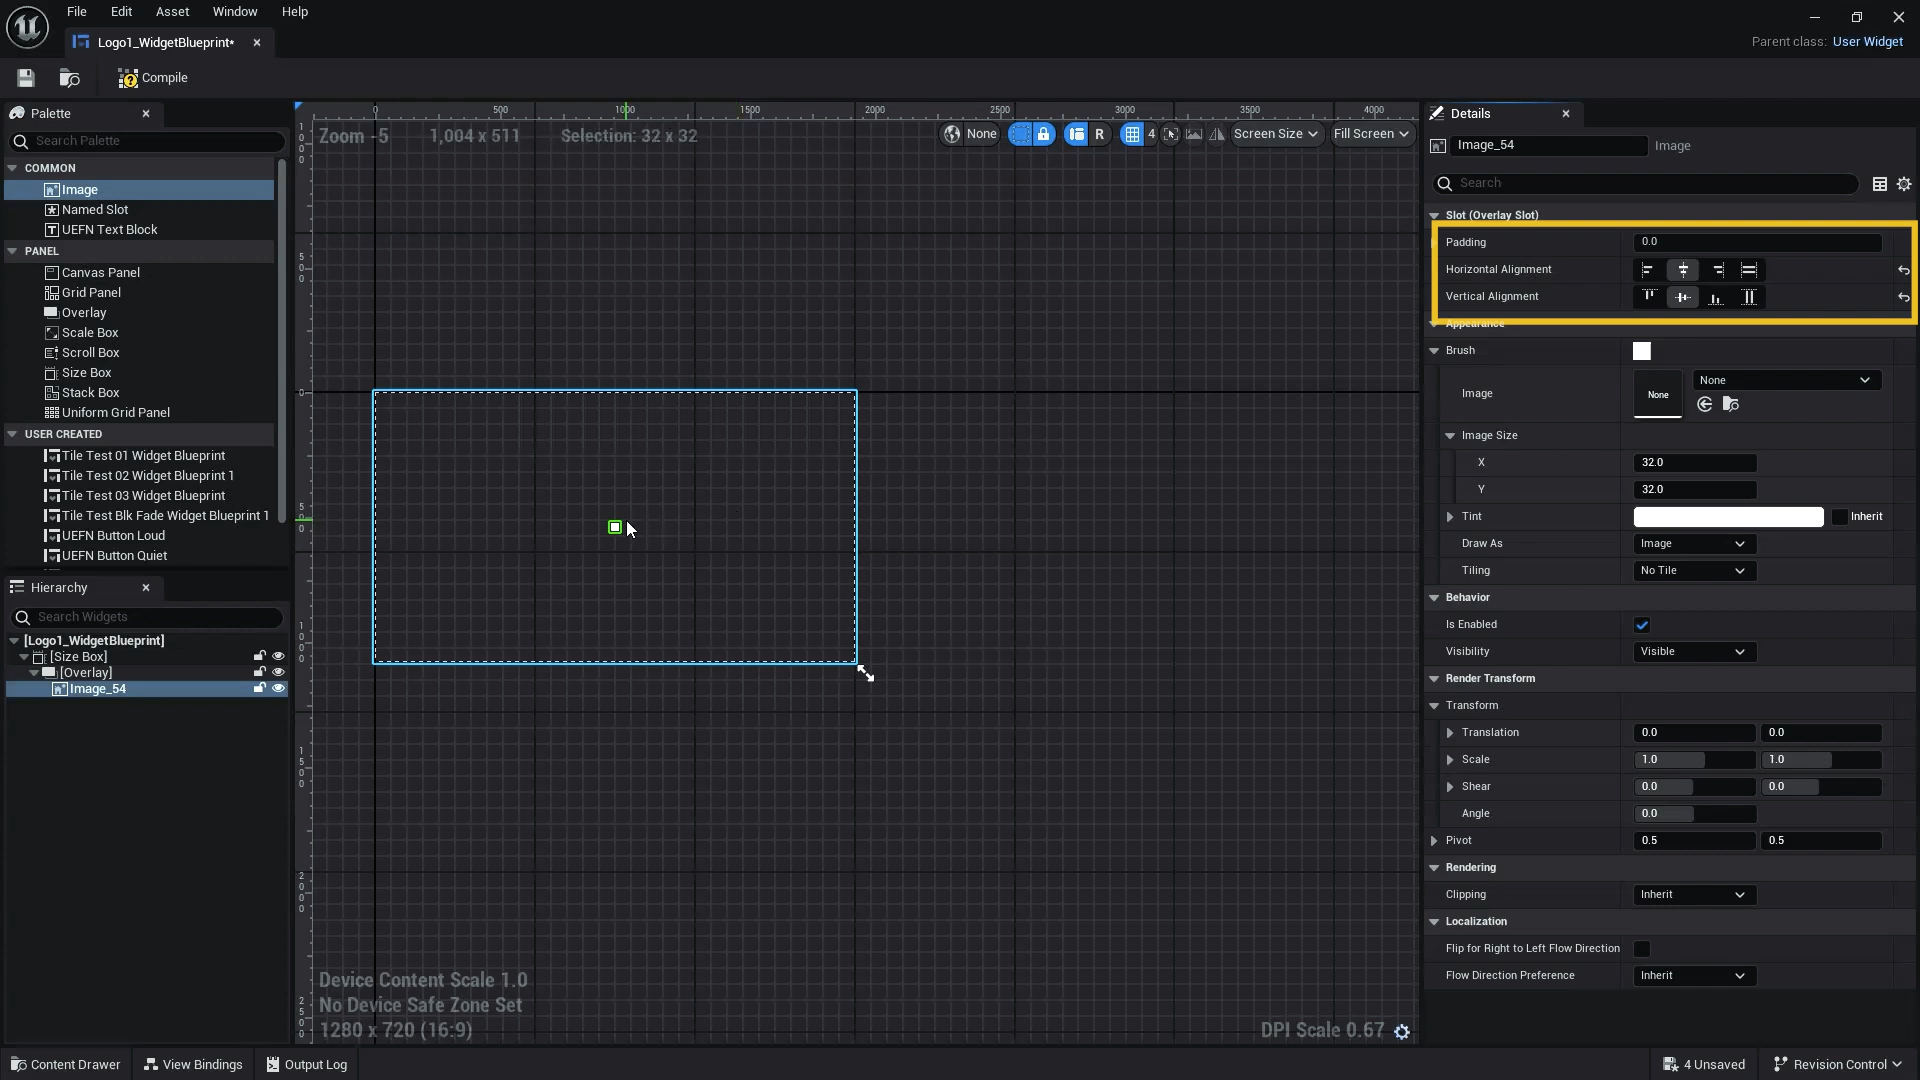 File Edit Asset Window Help
Logo1_WidgetBlueprint*
Parent class: User Widget
Compile
Palette
Search Palette
COMMON
Image
Named Slot
UEFN Text Block
PANEL
Canvas Panel
Grid Panel
Overlay
Scale Box
Scroll Box
Size Box
Stack Box
Uniform Grid Panel
USER CREATED
Tile Test 01 Widget Blueprint
Tile Test 02 Widget Blueprint 1
Tile Test 03 Widget Blueprint
Tile Test Blk Fade Widget Blueprint 1
UEFN Button Loud
UEFN Button Quiet
Hierarchy
Search Widgets
[Logo1_WidgetBlueprint]
[Size Box]
[Overlay]
Image_54
0 500 1000 1500 2000 2500 3000 3500 4000
Zoom -5 1,004 x 511 Selection: 32 x 32
None R 4 Screen Size Fill Screen
1000
500
0
500
1000
1500
2000
2500
Device Content Scale 1.0
No Device Safe Zone Set
1280 x 720 (16:9)
DPI Scale 0.67
Details
Image_54 Image
Search
Slot (Overlay Slot)
Padding 0.0
Horizontal Alignment
Vertical Alignment
Appearance
Brush
Image None None
Image Size
X 32.0
Y 32.0
Tint Inherit
Draw As Image
Tiling No Tile
Behavior
Is Enabled
Visibility Visible
Render Transform
Transform
Translation 0.0 0.0
Scale 1.0 1.0
Shear 0.0 0.0
Angle 0.0
Pivot 0.5 0.5
Rendering
Clipping Inherit
Localization
Flip for Right to Left Flow Direction
Flow Direction Preference Inherit
Content Drawer View Bindings Output Log 4 Unsaved Revision Control